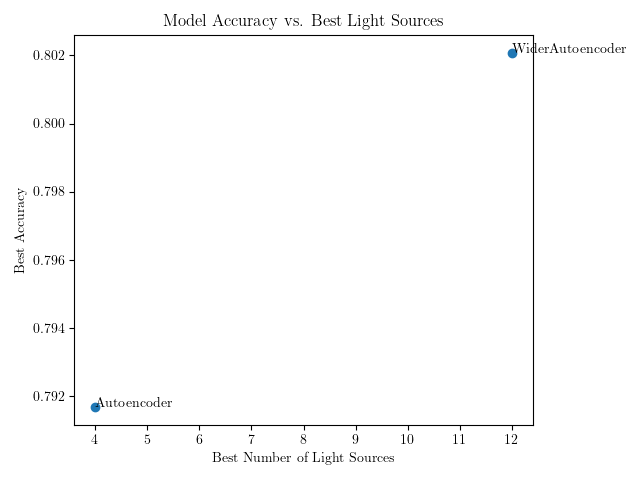 Model Accuracy vs. Best Light Sources
0.802
0.800
0.798
0.796
0.794
0.792
Best Accuracy
WiderAutoencoder
Autoencoder
4 5 6 7 8 9 10 11 12
Best Number of Light Sources